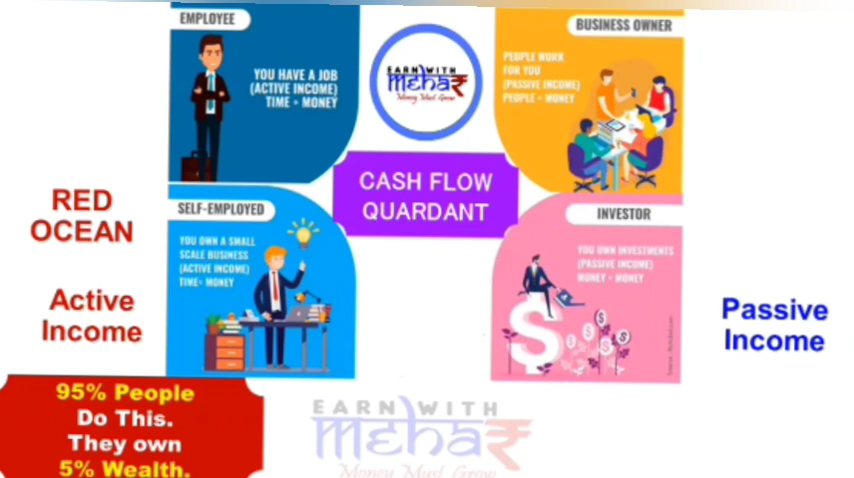 EMPLOYEE
YOU HAVE A JOB
(ACTIVE INCOME)
TIME = MONEY
EARN WITH
Mehar₹
Money Must Grow
BUSINESS OWNER
PEOPLE WORK
FOR YOU
(PASSIVE INCOME)
PEOPLE = MONEY
CASH FLOW
QUARDANT
RED
OCEAN
SELF-EMPLOYED
YOU OWN A SMALL
SCALE BUSINESS
(ACTIVE INCOME)
TIME= MONEY
INVESTOR
YOU OWN INVESTMENTS
(PASSIVE INCOME)
MONEY = MONEY
Active
Income
Passive
Income
95% People
Do This.
They own
5% Wealth.
EARN WITH
Mehar₹
Money Must Grow